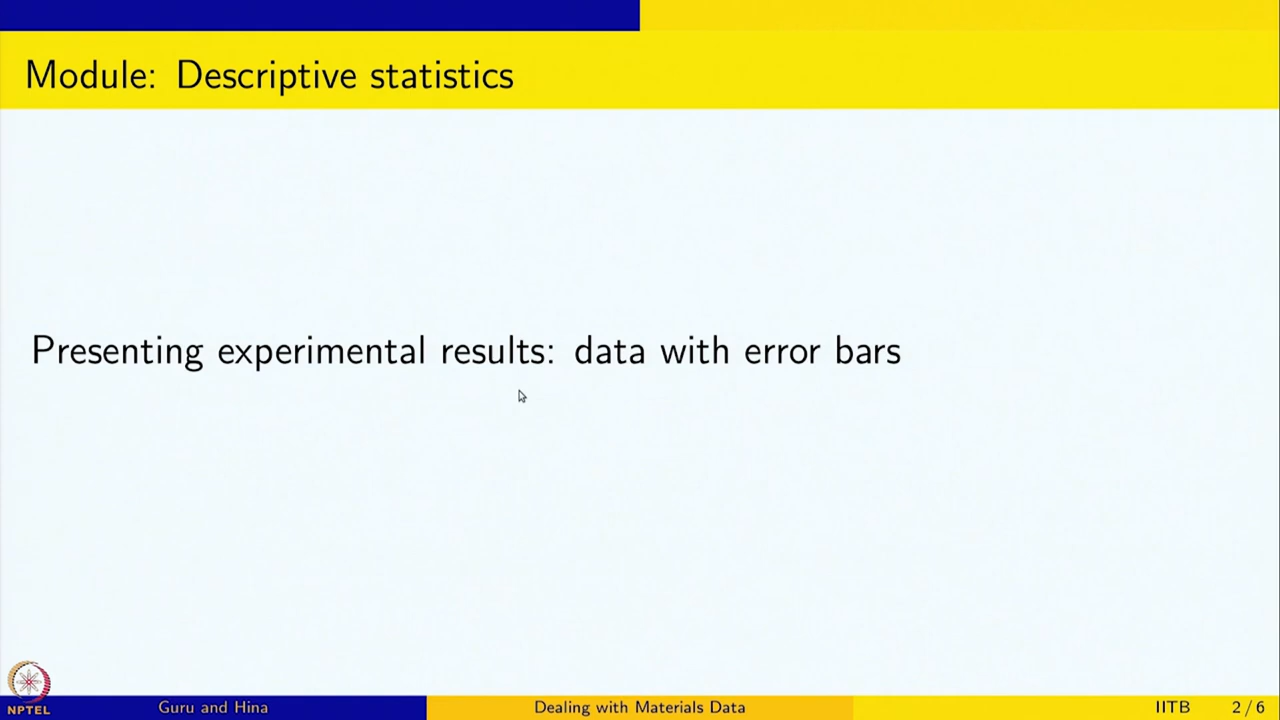 Module: Descriptive statistics
Presenting experimental results: data with error bars
NPTEL
Guru and Hina
Dealing with Materials Data
IITB
2 / 6